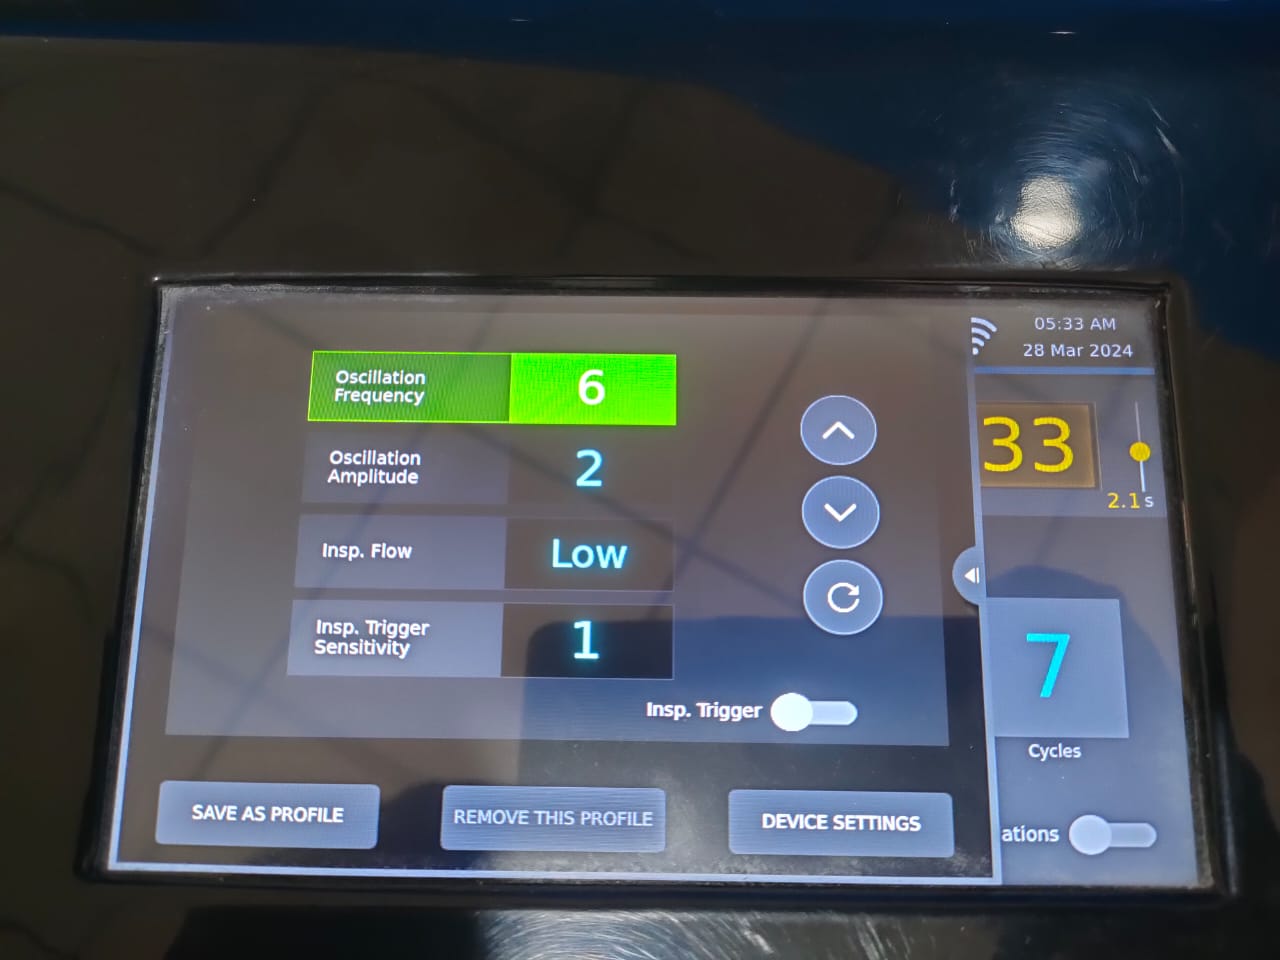 05:33 AM
28 Mar 2024
Oscillation
Frequency
6
33
Oscillation
Amplitude
2
2.1 s
Insp. Flow
Low
Insp. Trigger
Sensitivity
1
7
Insp. Trigger
Cycles
SAVE AS PROFILE
REMOVE THIS PROFILE
DEVICE SETTINGS
ations